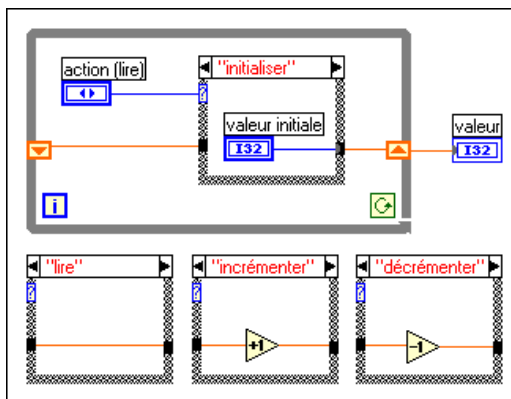 action (lire)
"initialiser"
?
valeur initiale
I32
valeur
I32
i
"lire"
?
"incrémenter"
?
+1
"décrémenter"
?
-1